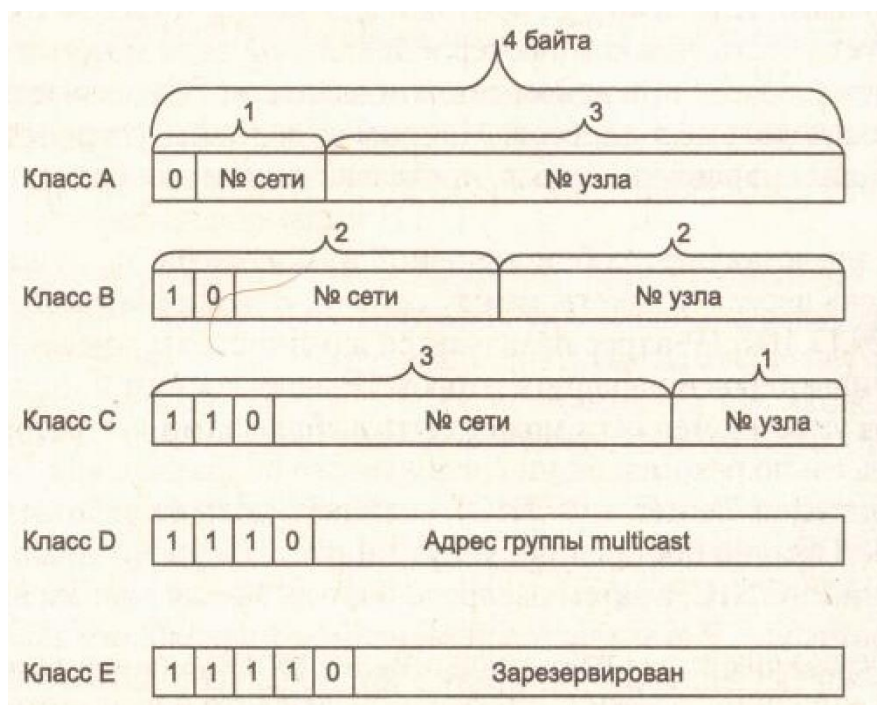 4 байта
1 3
Класс A 0 № сети № узла
2 2
Класс B 1 0 № сети № узла
3 1
Класс C 1 1 0 № сети № узла
Класс D 1 1 1 0 Адрес группы multicast
Класс E 1 1 1 1 0 Зарезервирован